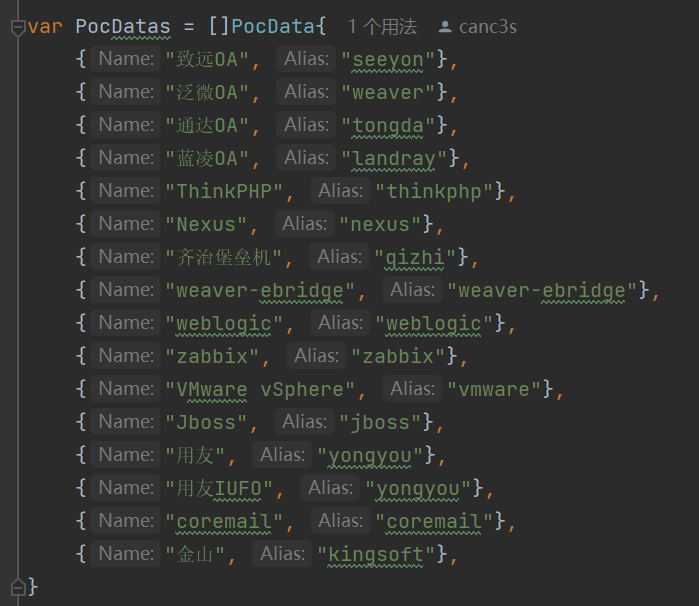 var PocDatas = []PocData{ 1 个用法 canc3s
{ Name: "致远OA", Alias: "seeyon"},
{ Name: "泛微OA", Alias: "weaver"},
{ Name: "通达OA", Alias: "tongda"},
{ Name: "蓝凌OA", Alias: "landray"},
{ Name: "ThinkPHP", Alias: "thinkphp"},
{ Name: "Nexus", Alias: "nexus"},
{ Name: "齐治堡垒机", Alias: "qizhi"},
{ Name: "weaver-ebridge", Alias: "weaver-ebridge"},
{ Name: "weblogic", Alias: "weblogic"},
{ Name: "zabbix", Alias: "zabbix"},
{ Name: "VMware vSphere", Alias: "vmware"},
{ Name: "Jboss", Alias: "jboss"},
{ Name: "用友", Alias: "yongyou"},
{ Name: "用友IUFO", Alias: "yongyou"},
{ Name: "coremail", Alias: "coremail"},
{ Name: "金山", Alias: "kingsoft"},
}